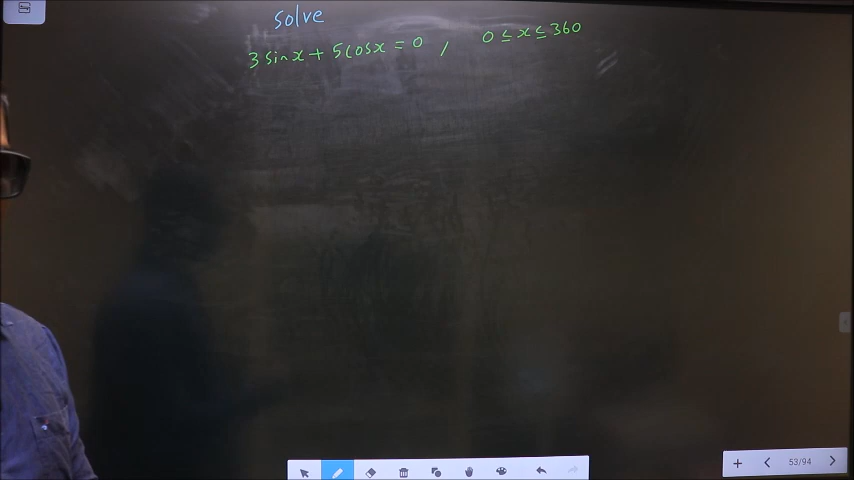 solve
3 sin x + 5 cos x = 0 , 0 ≤ x ≤ 360
53/94